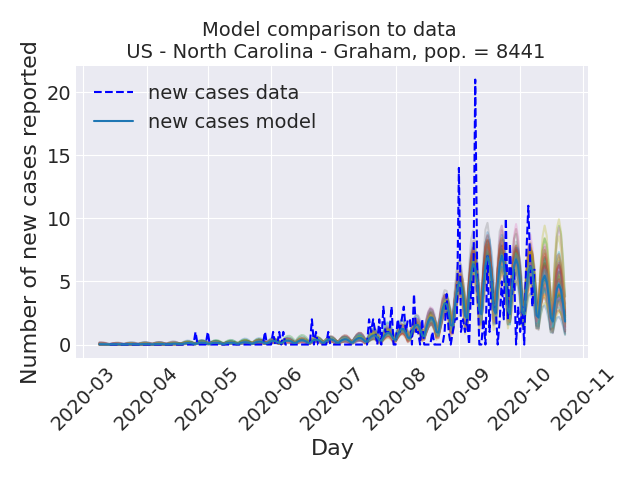 Model comparison to data
US - North Carolina - Graham, pop. = 8441
new cases data
new cases model
Number of new cases reported
20
15
10
5
0
2020-03
2020-04
2020-05
2020-06
2020-07
2020-08
2020-09
2020-10
2020-11
Day